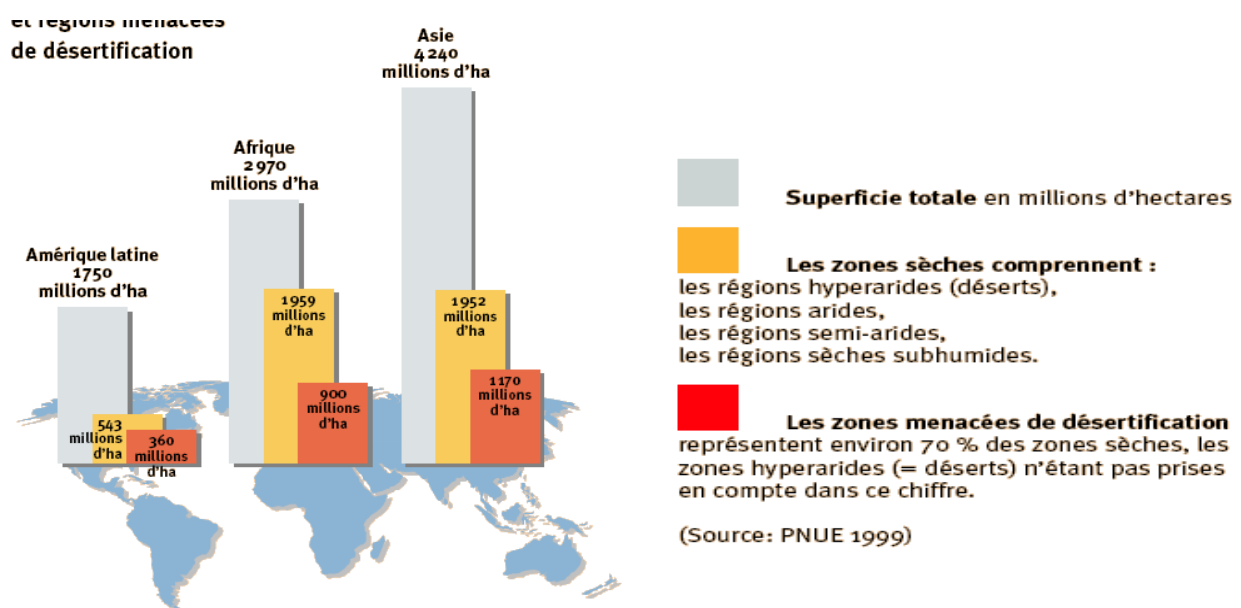 et régions menacées
de désertification
Asie
4 240
millions d'ha
Afrique
2 970
millions d'ha
Amérique latine
1750
millions d'ha
1959
millions
d'ha
1952
millions
d'ha
900
millions
d'ha
1170
millions
d'ha
543
millions
d'ha
360
millions
d'ha
Superficie totale en millions d'hectares
Les zones sèches comprennent :
les régions hyperarides (déserts),
les régions arides,
les régions semi-arides,
les régions sèches subhumides.
Les zones menacées de désertification
représentent environ 70 % des zones sèches, les
zones hyperarides (= déserts) n'étant pas prises
en compte dans ce chiffre.
(Source: PNUE 1999)